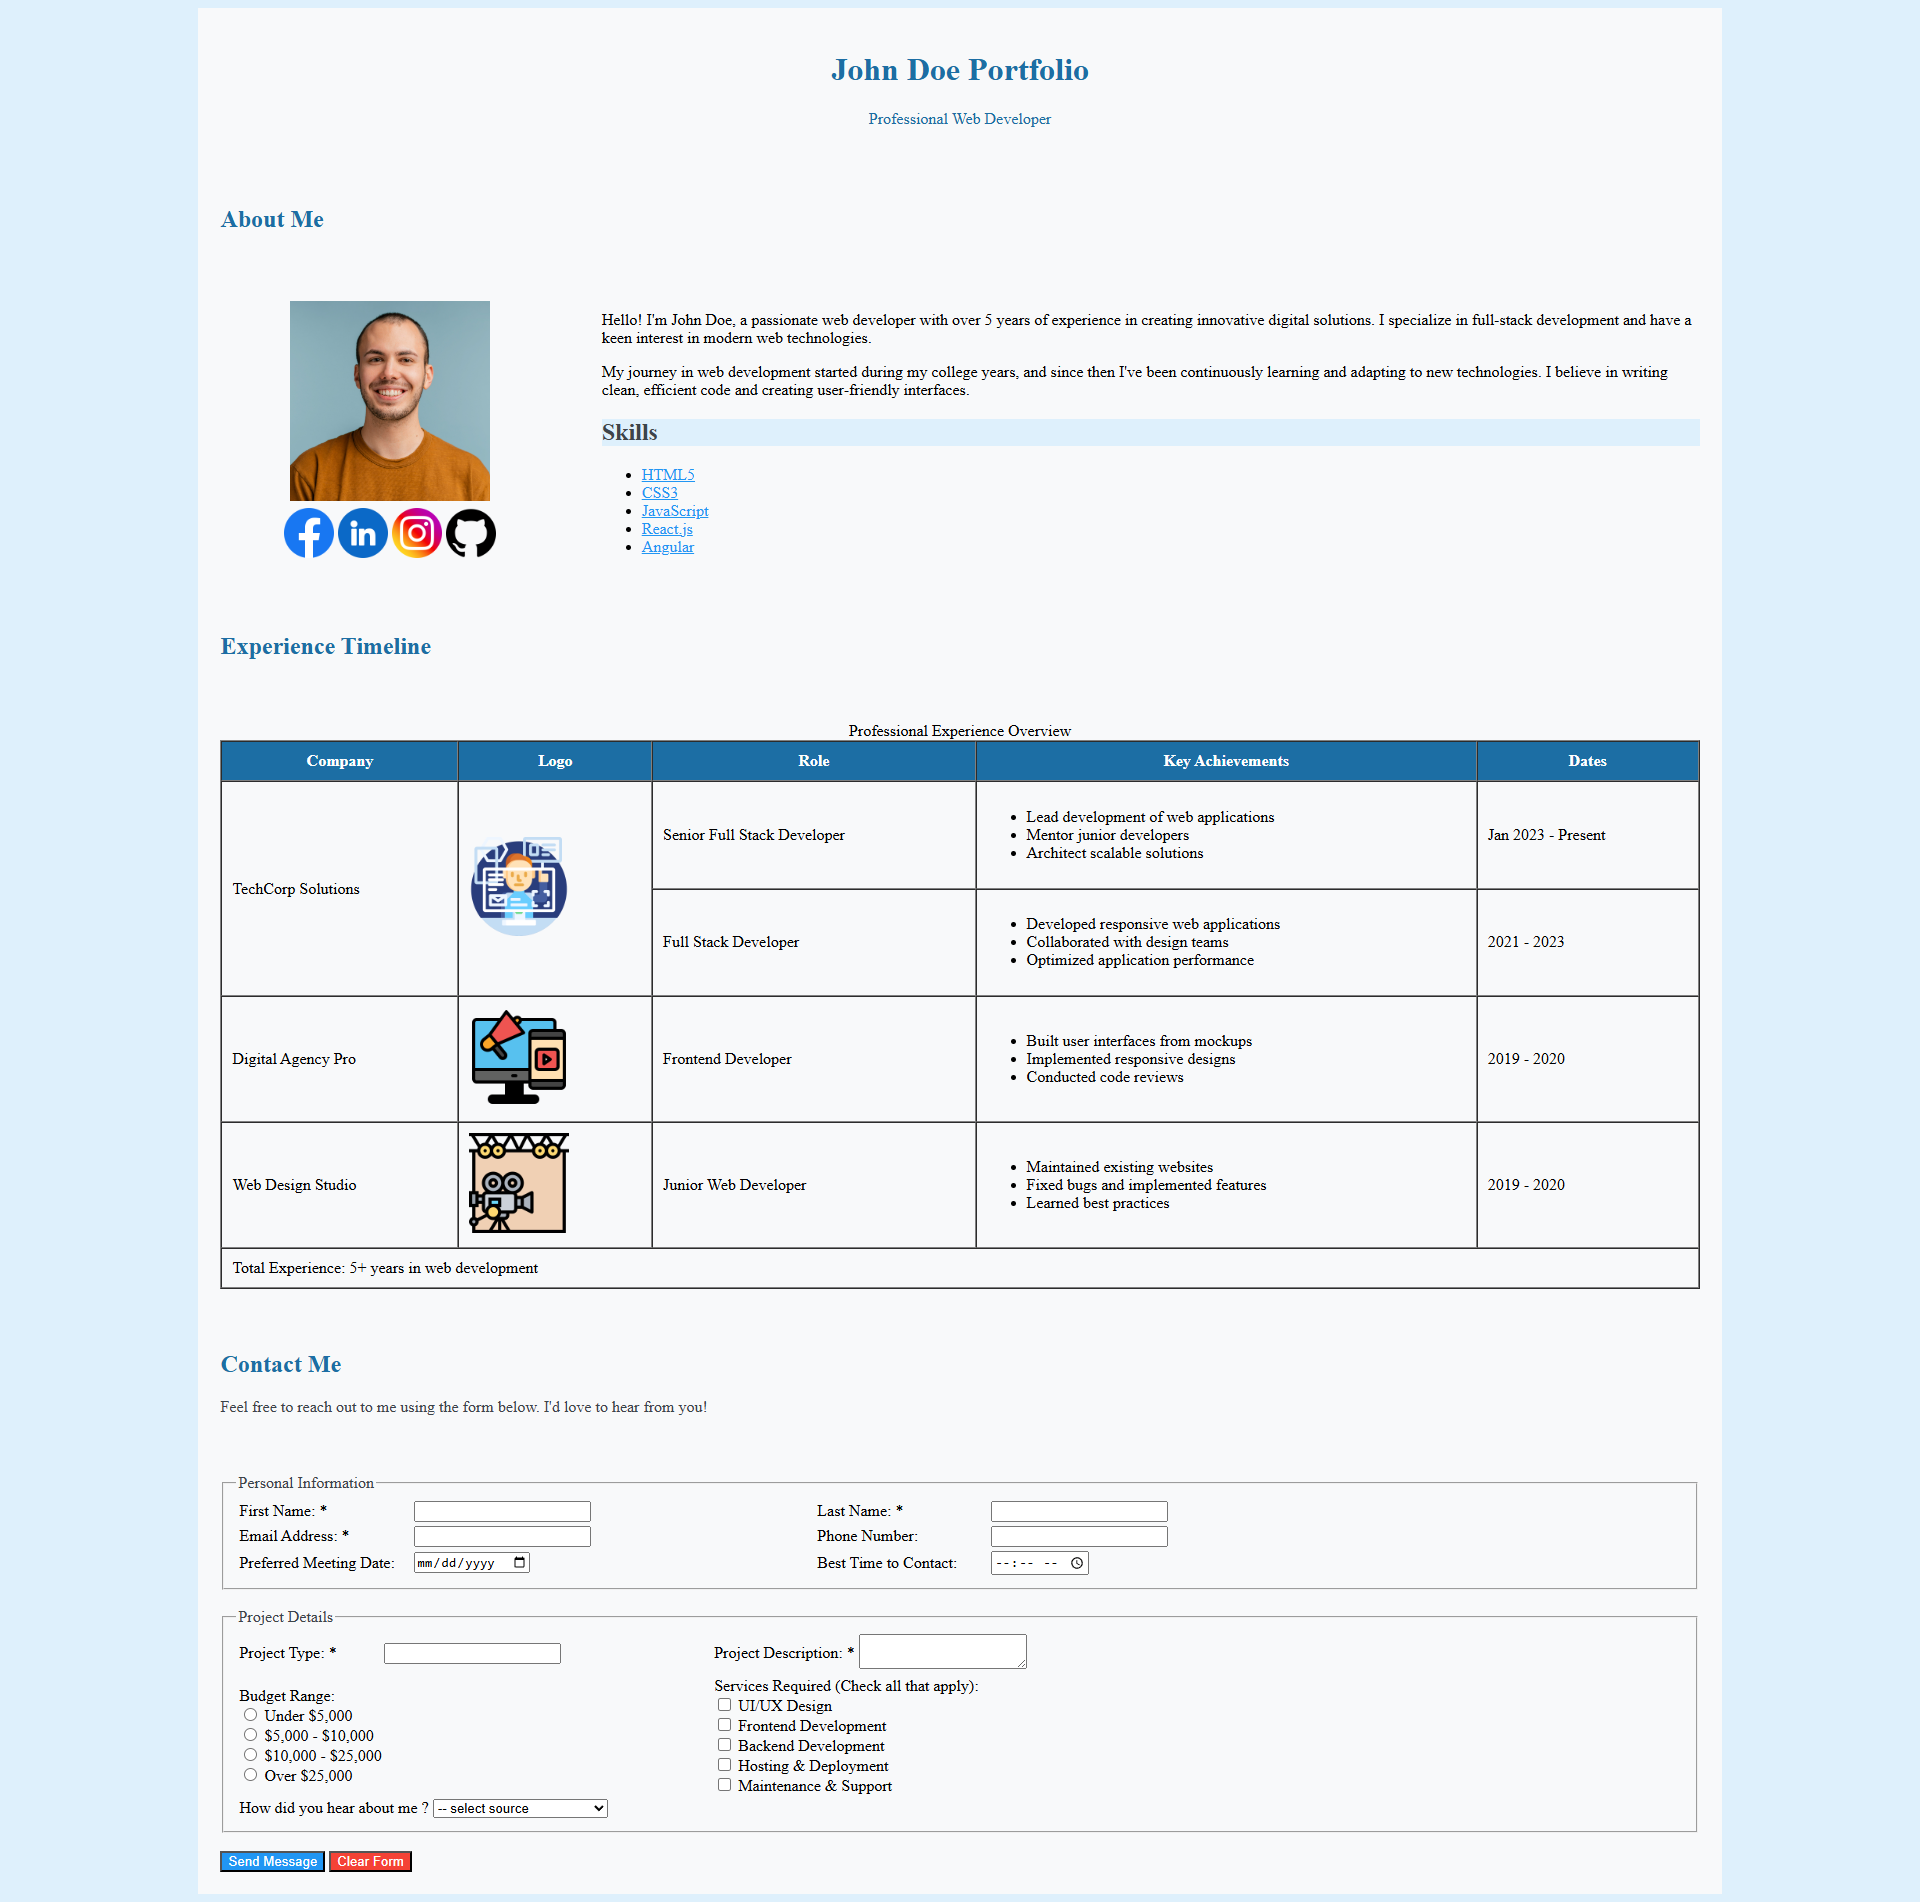 John Doe Portfolio
Professional Web Developer
About Me
Hello! I'm John Doe, a passionate web developer with over 5 years of experience in creating innovative digital solutions. I specialize in full-stack development and have a
keen interest in modern web technologies.
My journey in web development started during my college years, and since then I've been continuously learning and adapting to new technologies. I believe in writing
clean, efficient code and creating user-friendly interfaces.
Skills
HTML5
CSS3
JavaScript
React.js
Angular
in
Experience Timeline
Professional Experience Overview
Company Logo Role Key Achievements Dates
TechCorp Solutions
Senior Full Stack Developer
Lead development of web applications
Mentor junior developers
Architect scalable solutions
Jan 2023 - Present
Full Stack Developer
Developed responsive web applications
Collaborated with design teams
Optimized application performance
2021 - 2023
Digital Agency Pro
Frontend Developer
Built user interfaces from mockups
Implemented responsive designs
Conducted code reviews
2019 - 2020
Web Design Studio
Junior Web Developer
Maintained existing websites
Fixed bugs and implemented features
Learned best practices
2019 - 2020
Total Experience: 5+ years in web development
Contact Me
Feel free to reach out to me using the form below. I'd love to hear from you!
Personal Information
First Name: * Last Name: *
Email Address: * Phone Number:
Preferred Meeting Date: mm/dd/yyyy Best Time to Contact: --:-- --
Project Details
Project Type: * Project Description: *
Budget Range:
Under $5,000
$5,000 - $10,000
$10,000 - $25,000
Over $25,000
Services Required (Check all that apply):
UI/UX Design
Frontend Development
Backend Development
Hosting & Deployment
Maintenance & Support
How did you hear about me ? -- select source
Send Message Clear Form